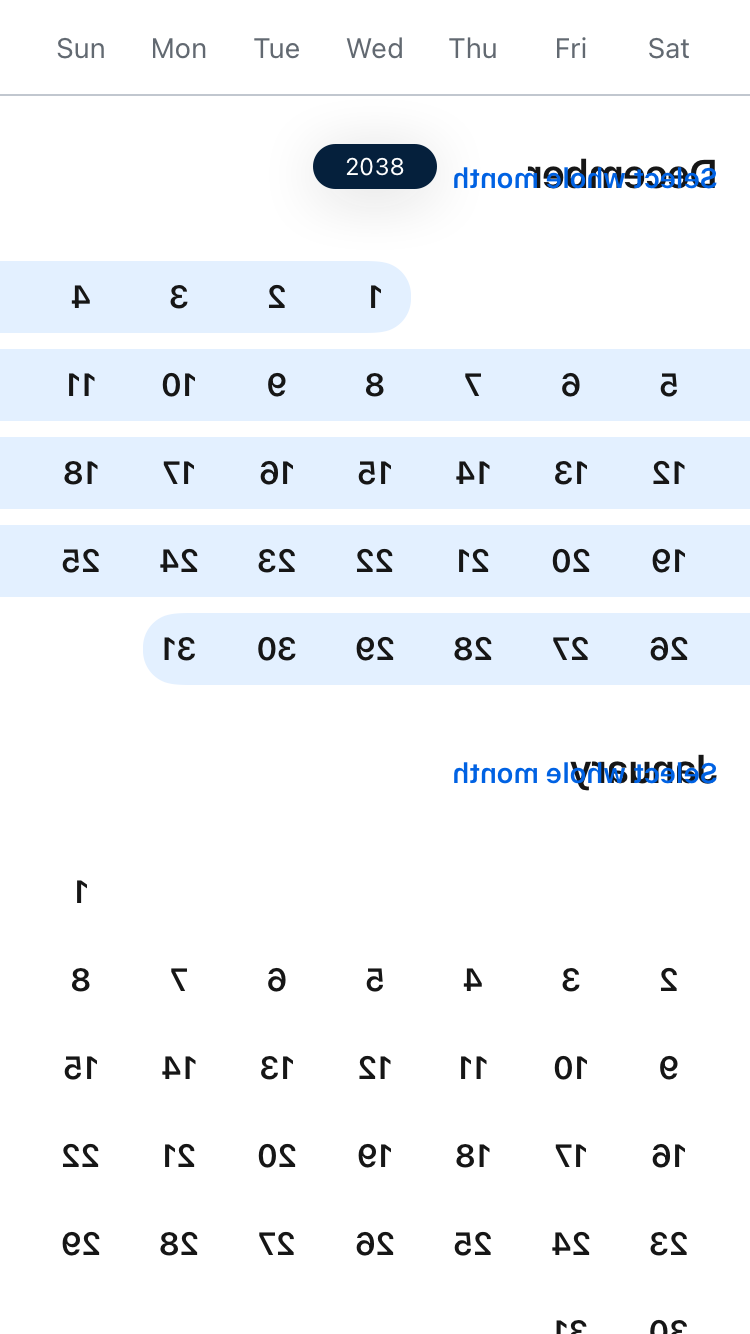 Sun Mon Tue Wed Thu Fri Sat
2038
December
Select whole month
1 2 3 4
5 6 7 8 9 10 11
12 13 14 15 16 17 18
19 20 21 22 23 24 25
26 27 28 29 30 31
January
Select whole month
1
2 3 4 5 6 7 8
9 10 11 12 13 14 15
16 17 18 19 20 21 22
23 24 25 26 27 28 29
30 31